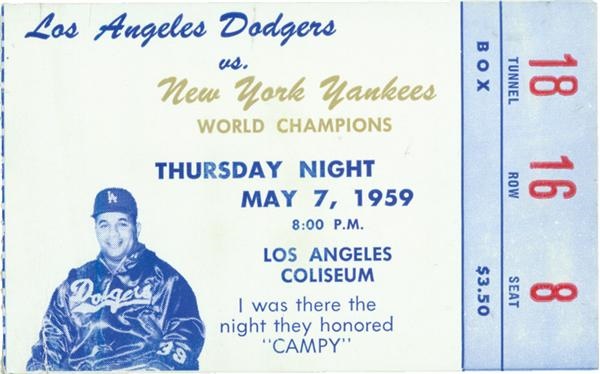 Los Angeles Dodgers
vs.
New York Yankees
WORLD CHAMPIONS
THURSDAY NIGHT
MAY 7, 1959
8:00 P.M.
LOS ANGELES
COLISEUM
I was there the
night they honored
"CAMPY"
LA
Dodgers
39
BOX
$3.50
TUNNEL
18
ROW
16
SEAT
8